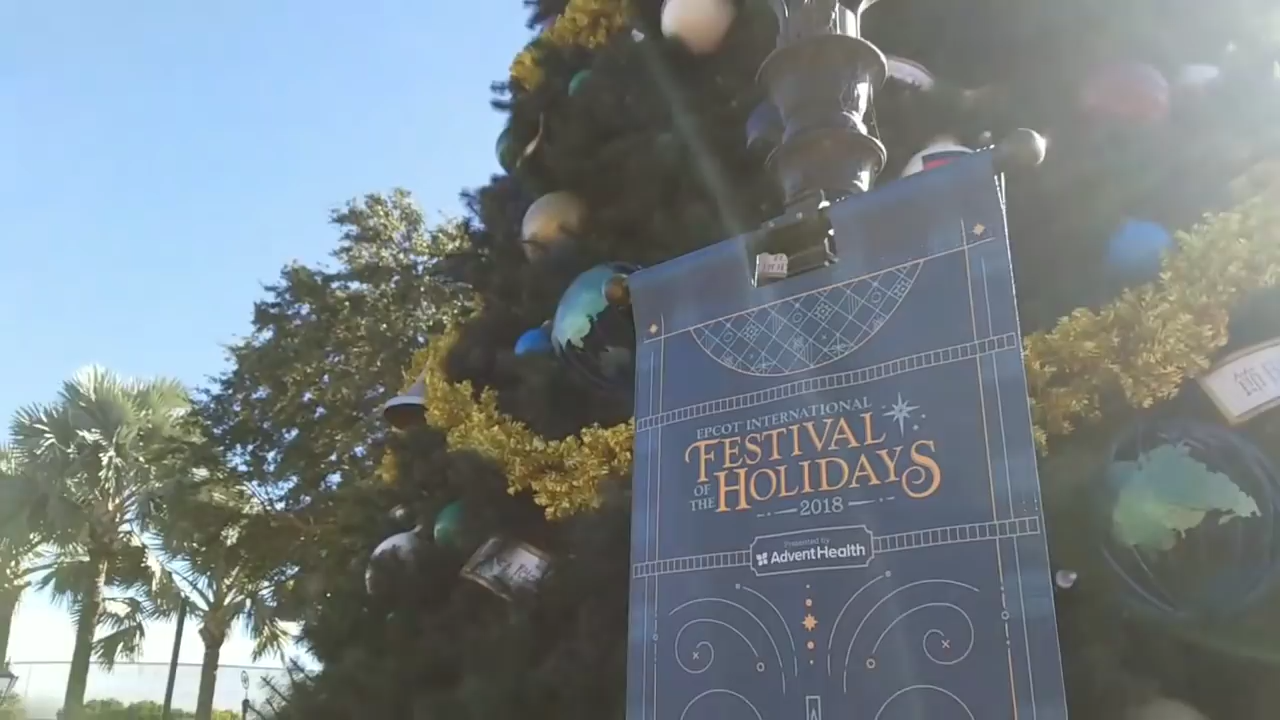 EPCOT INTERNATIONAL
FESTIVAL
OF THE HOLIDAYS
2018
Presented by
AdventHealth